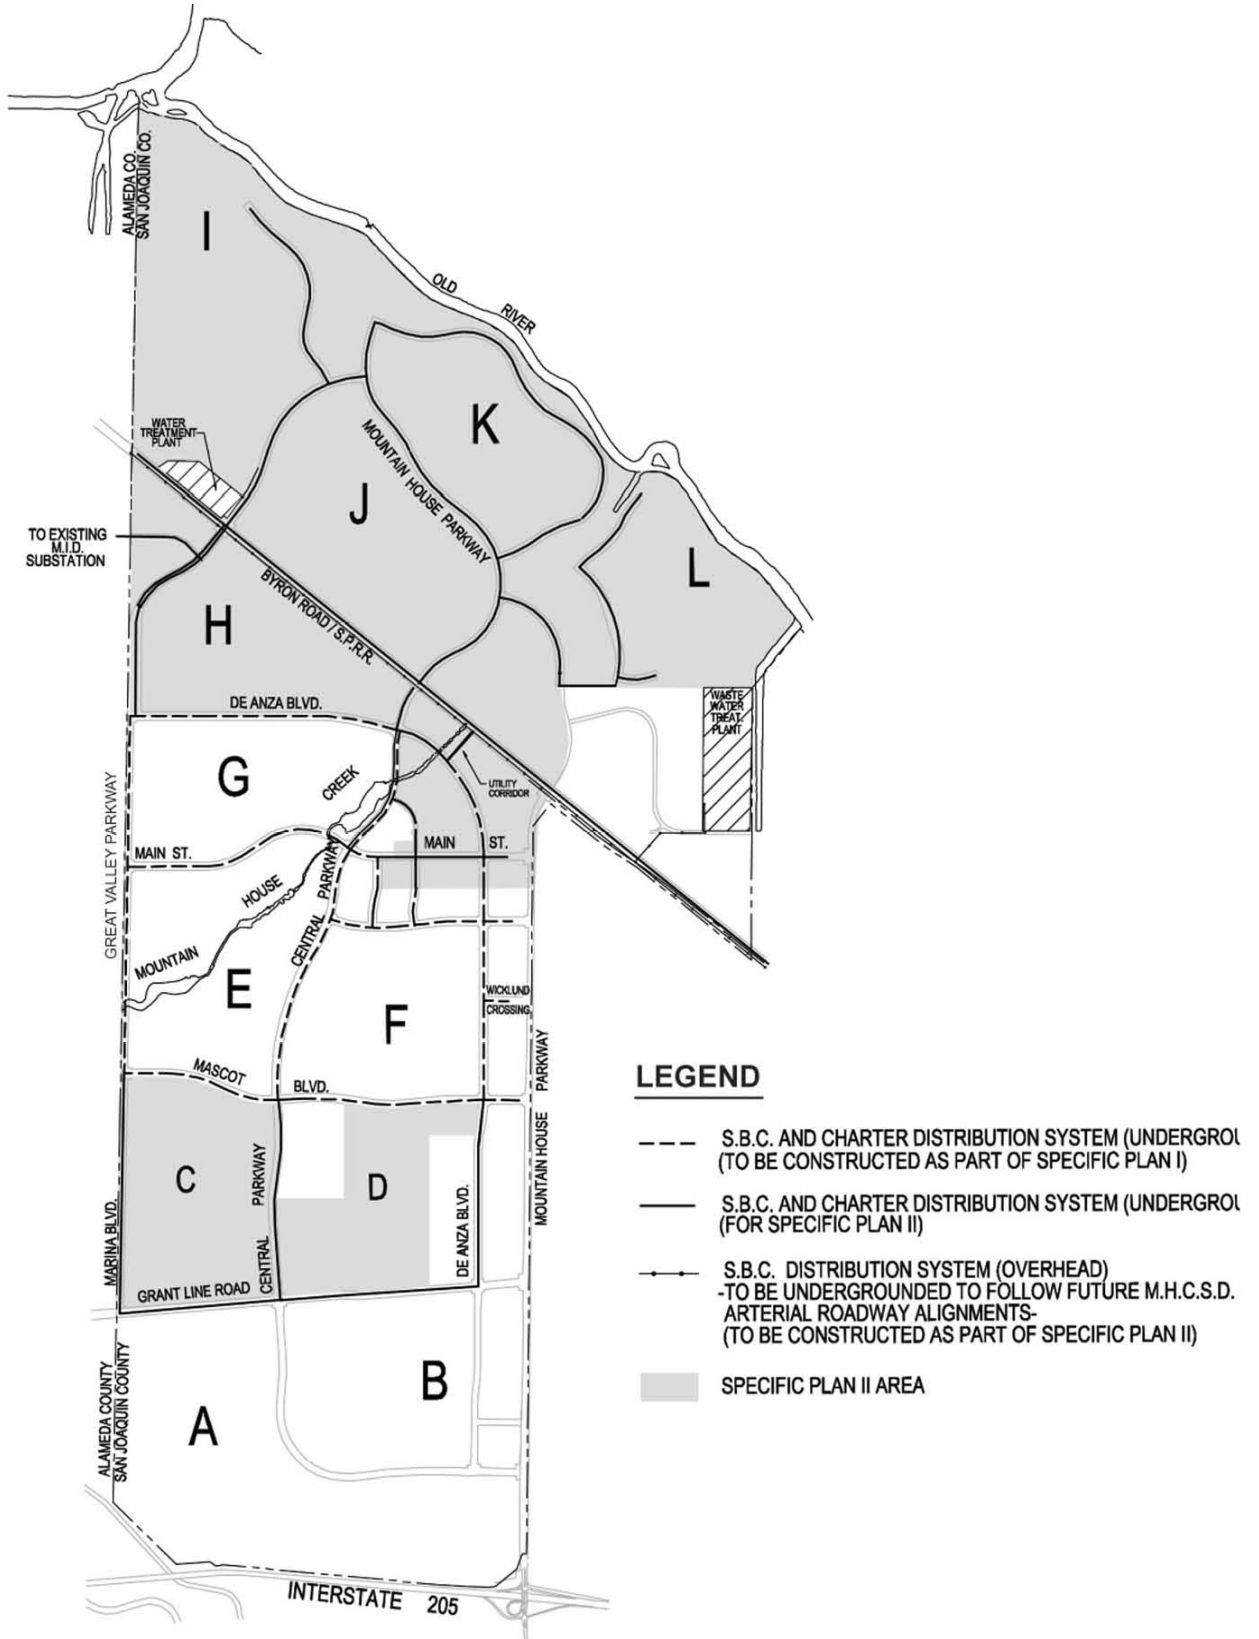 ALAMEDA CO.
SAN JOAQUIN CO.
I
OLD
RIVER
K
WATER
TREATMENT
PLANT
MOUNTAIN HOUSE PARKWAY
J
TO EXISTING
M.I.D.
SUBSTATION
L
BYRON ROAD / S.P.R.R.
H
DE ANZA BLVD.
WASTE
WATER
TREAT.
PLANT
G
CREEK
UTILITY
CORRIDOR
GREAT VALLEY PARKWAY
MAIN ST.
MAIN ST.
HOUSE
CENTRAL PARKWAY
MOUNTAIN
E
WICKLUND
CROSSING
F
MASCOT BLVD.
MOUNTAIN HOUSE PARKWAY
C
D
CENTRAL PARKWAY
MARINA BLVD.
DE ANZA BLVD.
GRANT LINE ROAD
B
A
ALAMEDA COUNTY
SAN JOAQUIN COUNTY
INTERSTATE 205
LEGEND
S.B.C. AND CHARTER DISTRIBUTION SYSTEM (UNDERGROU
(TO BE CONSTRUCTED AS PART OF SPECIFIC PLAN I)
S.B.C. AND CHARTER DISTRIBUTION SYSTEM (UNDERGROU
(FOR SPECIFIC PLAN II)
S.B.C. DISTRIBUTION SYSTEM (OVERHEAD)
-TO BE UNDERGROUNDED TO FOLLOW FUTURE M.H.C.S.D.
ARTERIAL ROADWAY ALIGNMENTS-
(TO BE CONSTRUCTED AS PART OF SPECIFIC PLAN II)
SPECIFIC PLAN II AREA